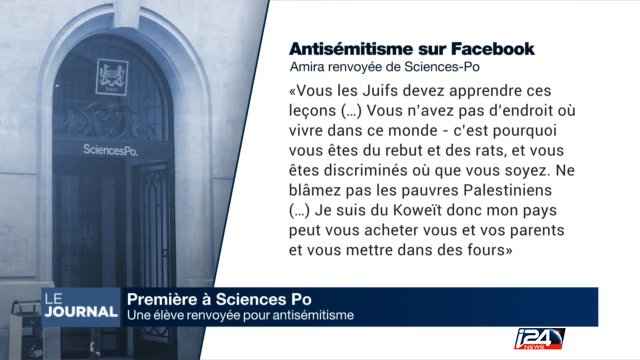 Antisémitisme sur Facebook
Amira renvoyée de Sciences-Po
«Vous les Juifs devez apprendre ces
leçons (…) Vous n’avez pas d’endroit où
vivre dans ce monde - c’est pourquoi
vous êtes du rebut et des rats, et vous
êtes discriminés où que vous soyez. Ne
blâmez pas les pauvres Palestiniens
(…) Je suis du Koweït donc mon pays
peut vous acheter vous et vos parents
et vous mettre dans des fours»
SciencesPo.
LE
JOURNAL
Première à Sciences Po
Une élève renvoyée pour antisémitisme
i24
NEWS